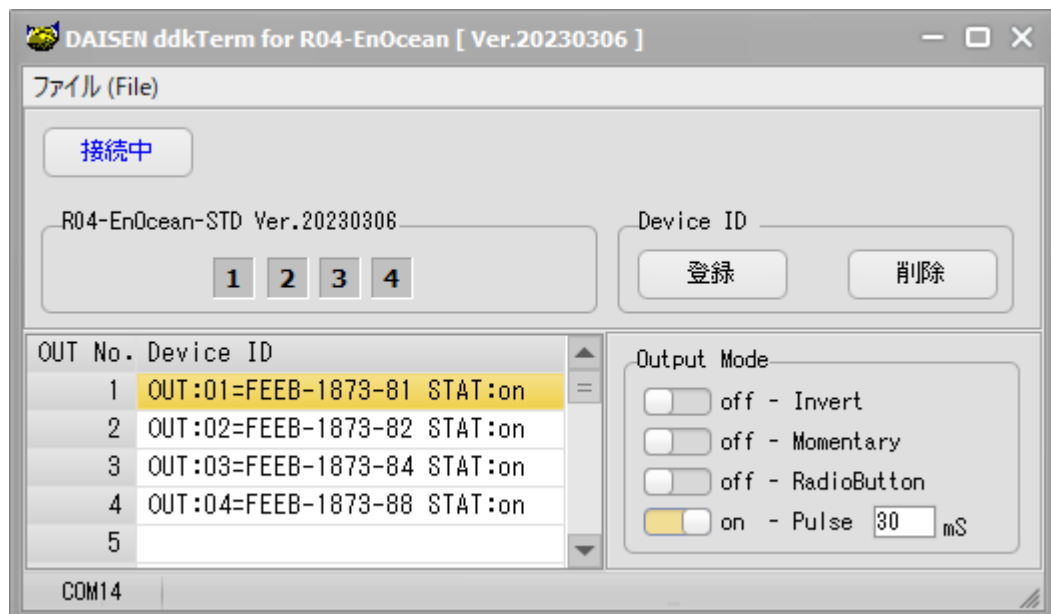 DAISEN ddkTerm for R04-EnOcean [ Ver.20230306 ]
ファイル (File)
接続中
R04-EnOcean-STD Ver.20230306
1 2 3 4
Device ID
登録 削除
OUT No. Device ID
1 OUT:01=FEEB-1873-81 STAT:on
2 OUT:02=FEEB-1873-82 STAT:on
3 OUT:03=FEEB-1873-84 STAT:on
4 OUT:04=FEEB-1873-88 STAT:on
5
Output Mode
off - Invert
off - Momentary
off - RadioButton
on - Pulse 30 mS
COM14